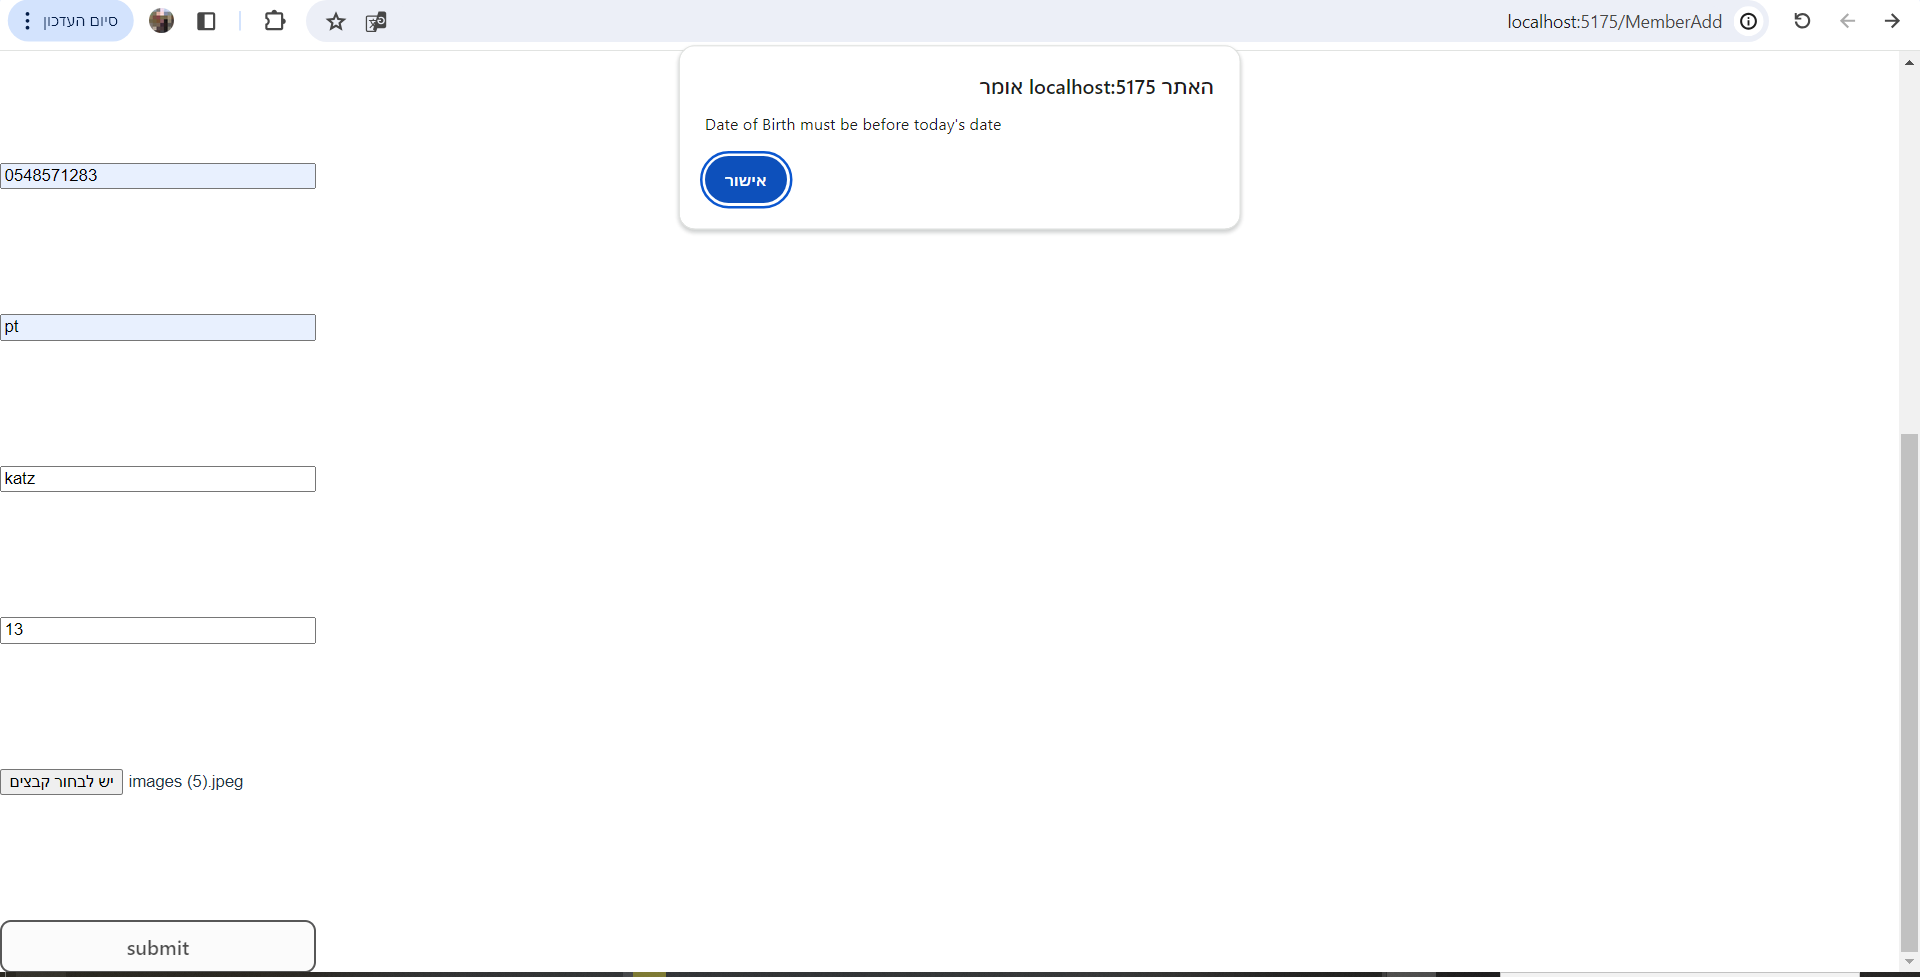 סיום העדכון
localhost:5175/MemberAdd
האתר localhost:5175 אומר
Date of Birth must be before today's date
אישור
0548571283
pt
katz
13
יש לבחור קבצים images (5).jpeg
submit